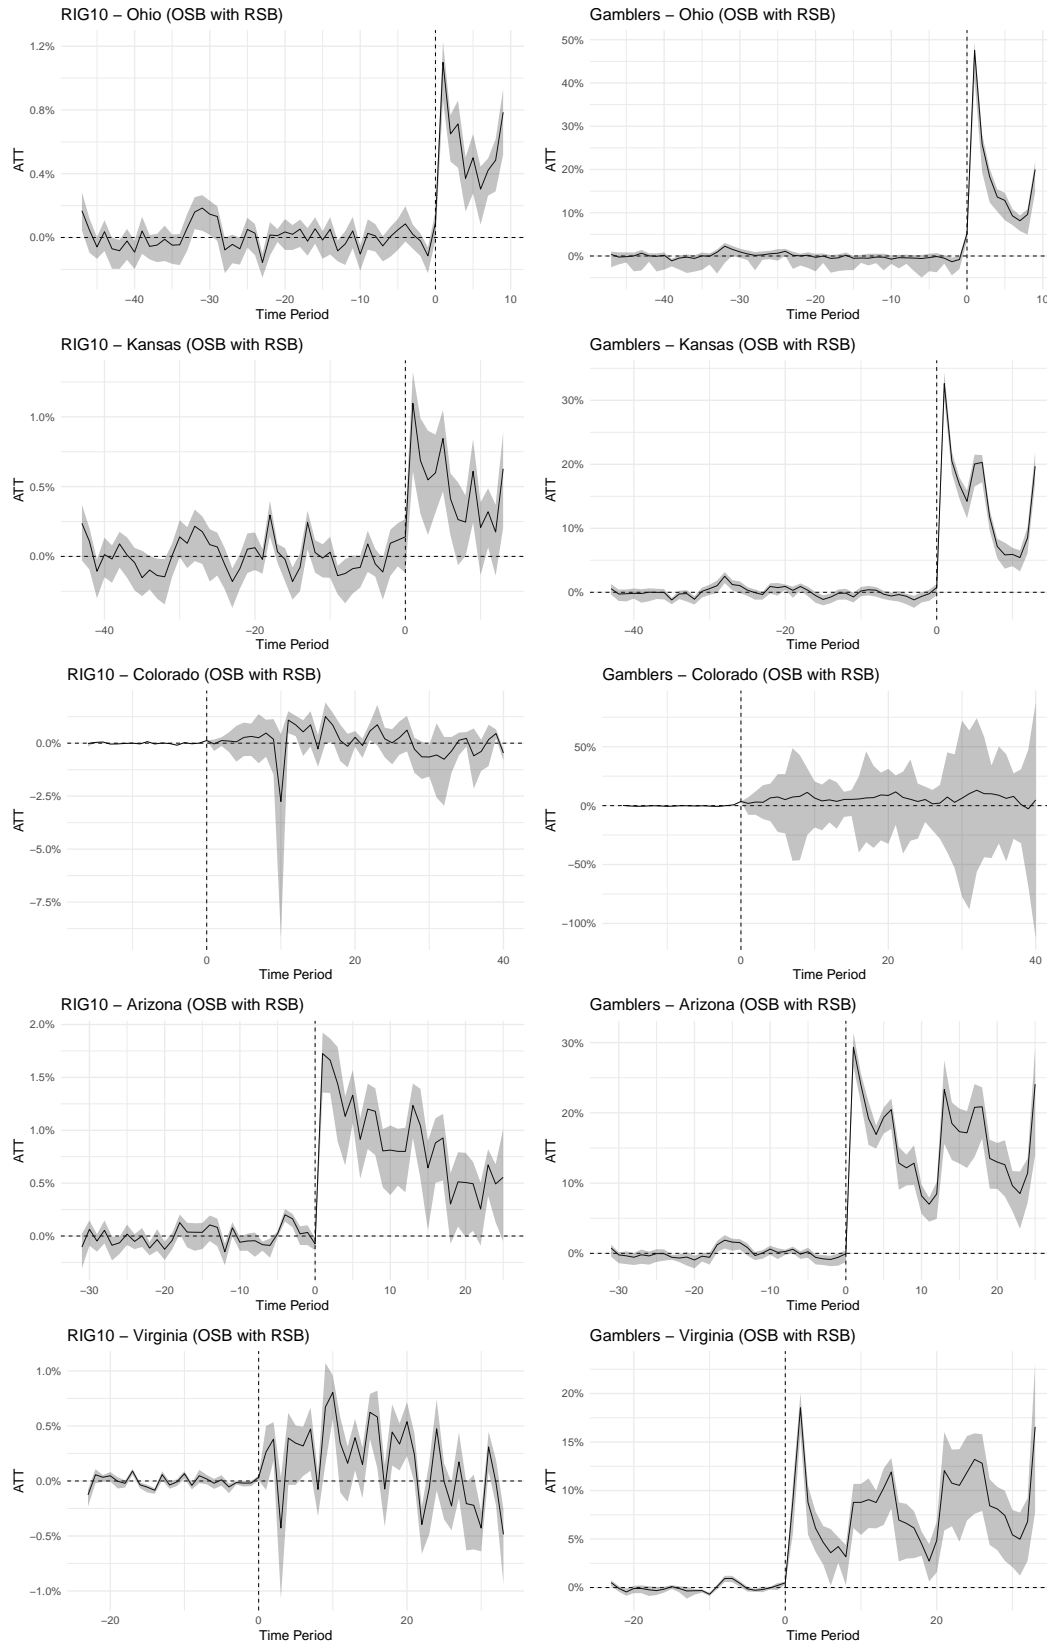 RIG10 − Ohio (OSB with RSB)
ATT
1.2%
0.8%
0.4%
0.0%
−40 −30 −20 −10 0 10
Time Period
Gamblers − Ohio (OSB with RSB)
ATT
50%
40%
30%
20%
10%
0%
−40 −30 −20 −10 0 10
Time Period
RIG10 − Kansas (OSB with RSB)
ATT
1.0%
0.5%
0.0%
−40 −20 0
Time Period
Gamblers − Kansas (OSB with RSB)
ATT
30%
20%
10%
0%
−40 −20 0
Time Period
RIG10 − Colorado (OSB with RSB)
ATT
0.0%
−2.5%
−5.0%
−7.5%
0 20 40
Time Period
Gamblers − Colorado (OSB with RSB)
ATT
50%
0%
−50%
−100%
0 20 40
Time Period
RIG10 − Arizona (OSB with RSB)
ATT
2.0%
1.5%
1.0%
0.5%
0.0%
−30 −20 −10 0 10 20
Time Period
Gamblers − Arizona (OSB with RSB)
ATT
30%
20%
10%
0%
−30 −20 −10 0 10 20
Time Period
RIG10 − Virginia (OSB with RSB)
ATT
1.0%
0.5%
0.0%
−0.5%
−1.0%
−20 0 20
Time Period
Gamblers − Virginia (OSB with RSB)
ATT
20%
15%
10%
5%
0%
−20 0 20
Time Period